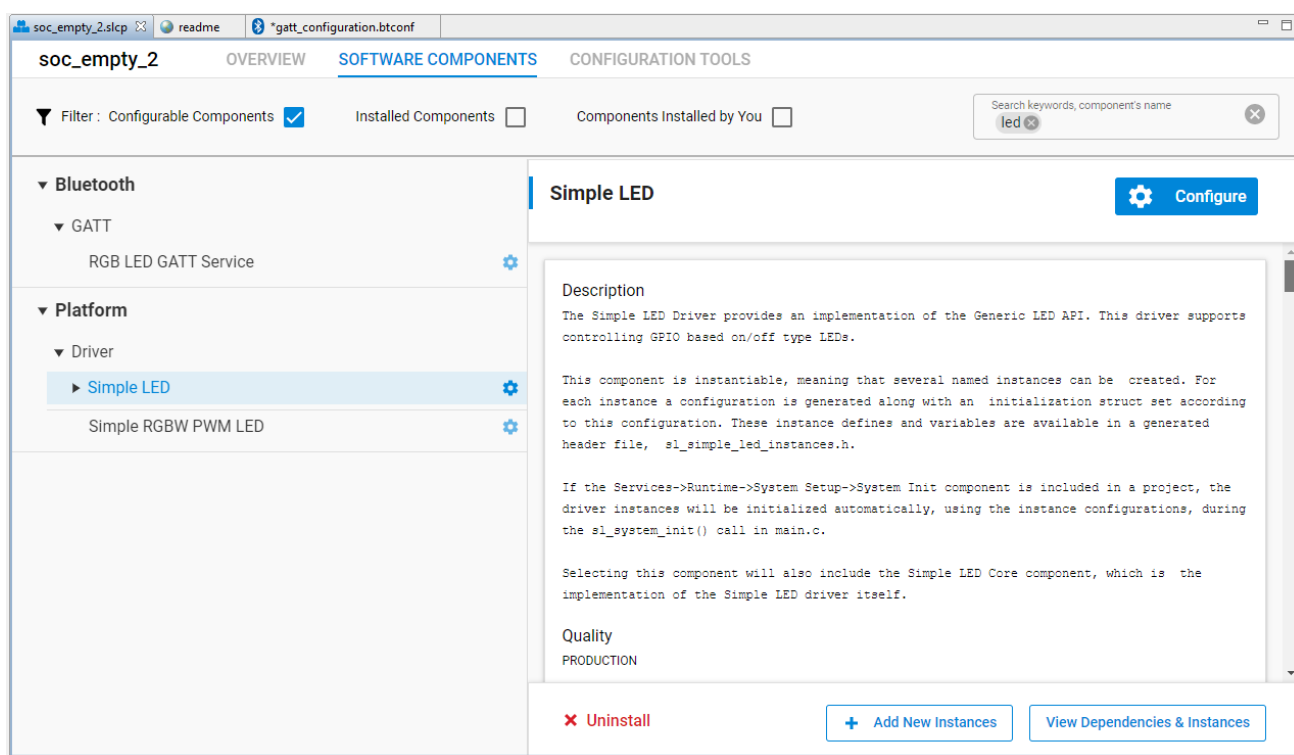 soc_empty_2.slcp readme *gatt_configuration.btconf
soc_empty_2 OVERVIEW SOFTWARE COMPONENTS CONFIGURATION TOOLS
Filter : Configurable Components Installed Components Components Installed by You
Search keywords, component's name
led
Bluetooth
GATT
RGB LED GATT Service
Platform
Driver
Simple LED
Simple RGBW PWM LED
Simple LED
Configure
Description
The Simple LED Driver provides an implementation of the Generic LED API. This driver supports
controlling GPIO based on/off type LEDs.
This component is instantiable, meaning that several named instances can be created. For
each instance a configuration is generated along with an initialization struct set according
to this configuration. These instance defines and variables are available in a generated
header file, sl_simple_led_instances.h.
If the Services->Runtime->System Setup->System Init component is included in a project, the
driver instances will be initialized automatically, using the instance configurations, during
the sl_system_init() call in main.c.
Selecting this component will also include the Simple LED Core component, which is the
implementation of the Simple LED driver itself.
Quality
PRODUCTION
Uninstall
Add New Instances
View Dependencies & Instances